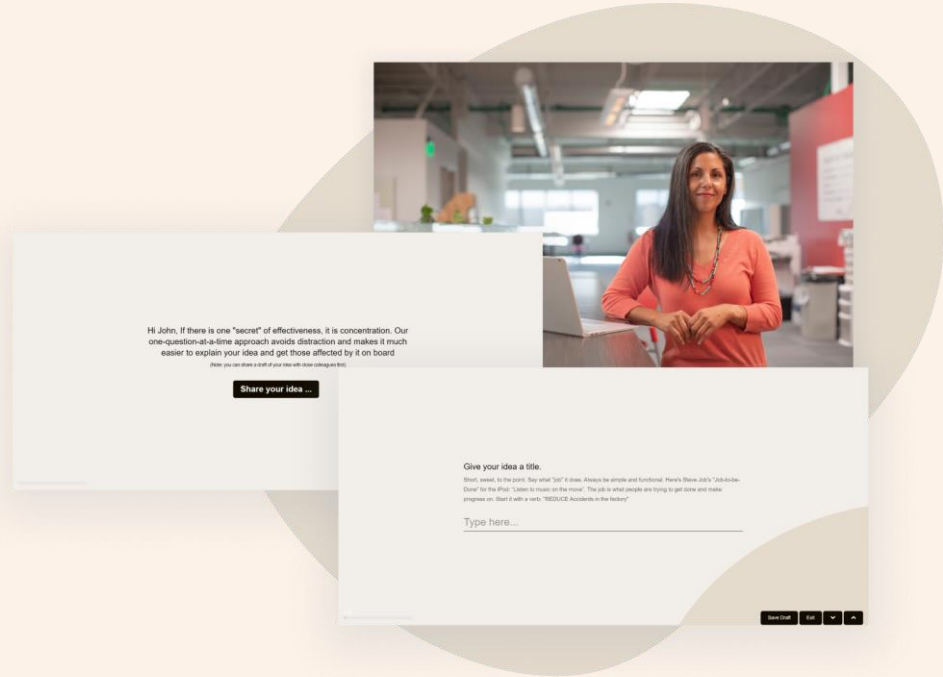 Hi John, If there is one "secret" of effectiveness, it is concentration. Our
one-question-at-a-time approach avoids distraction and makes it much
easier to explain your idea and get those affected by it on board
(Note: you can share a draft of your idea with close colleagues first)
Share your idea ...
Give your idea a title.
Short, sweet, to the point. Say what "job" it does. Always be simple and functional. Here's Steve Job's "Job-to-be-
Done" for the iPod: "Listen to music on the move". The job is what people are trying to get done and make
progress on. Start it with a verb: "REDUCE Accidents in the factory"
Type here...
Save Draft
Exit